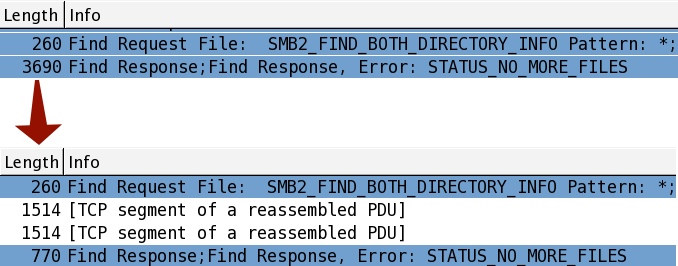 Length Info
260 Find Request File: SMB2_FIND_BOTH_DIRECTORY_INFO Pattern: *;
3690 Find Response;Find Response, Error: STATUS_NO_MORE_FILES
Length Info
260 Find Request File: SMB2_FIND_BOTH_DIRECTORY_INFO Pattern: *;
1514 [TCP segment of a reassembled PDU]
1514 [TCP segment of a reassembled PDU]
770 Find Response;Find Response, Error: STATUS_NO_MORE_FILES